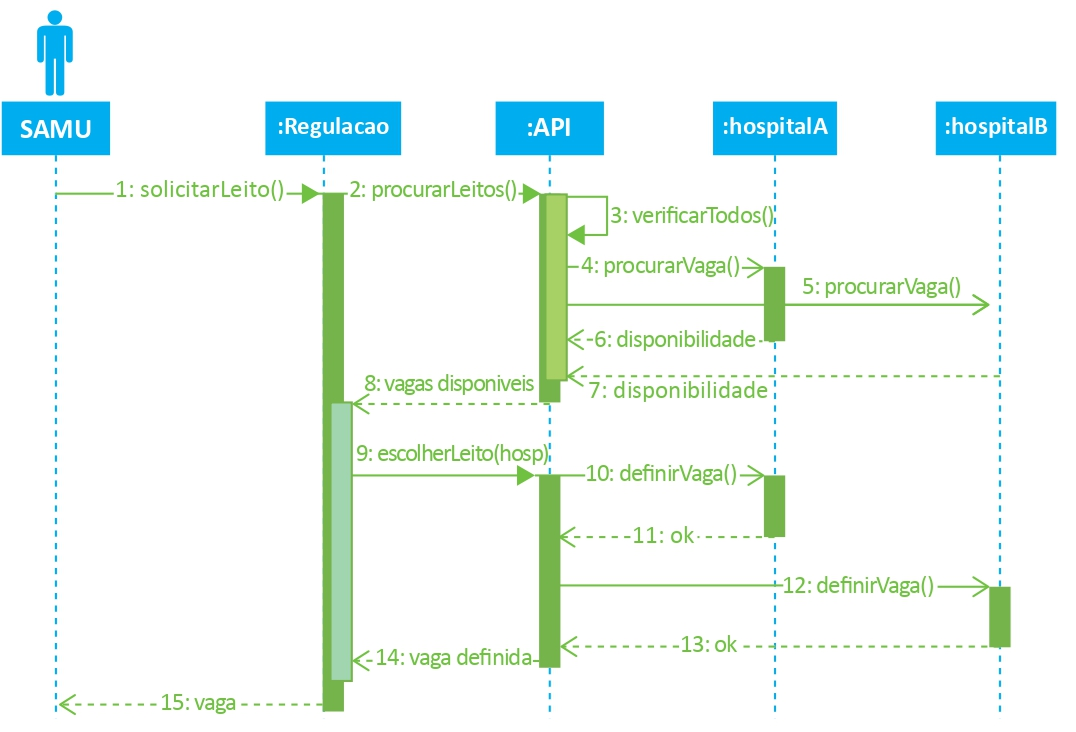 SAMU
:Regulacao
:API
:hospitalA
:hospitalB
1: solicitarLeito()
2: procurarLeitos()
3: verificarTodos()
4: procurarVaga()
5: procurarVaga()
6: disponibilidade
7: disponibilidade
8: vagas disponiveis
9: escolherLeito(hosp)
10: definirVaga()
11: ok
12: definirVaga()
13: ok
14: vaga definida
15: vaga